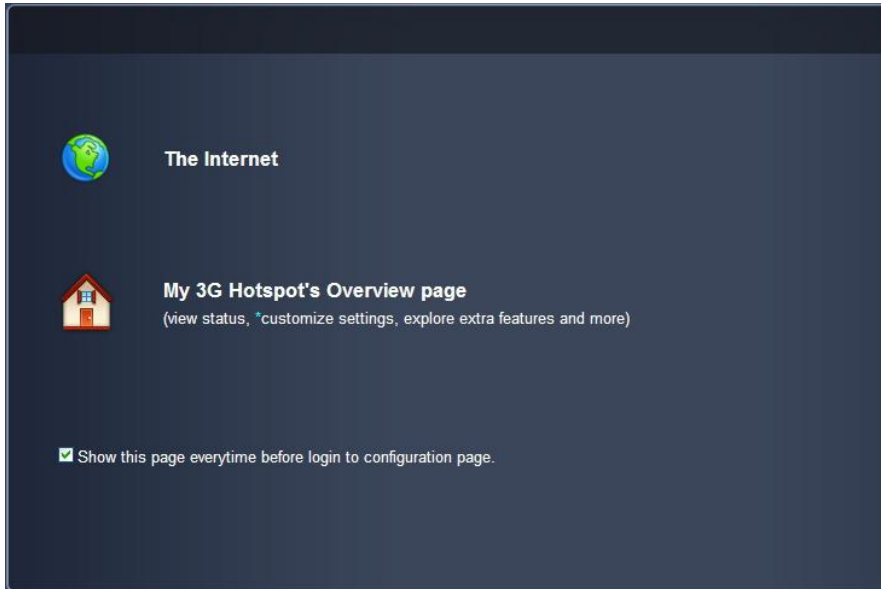 The Internet
My 3G Hotspot's Overview page
(view status, *customize settings, explore extra features and more)
Show this page everytime before login to configuration page.